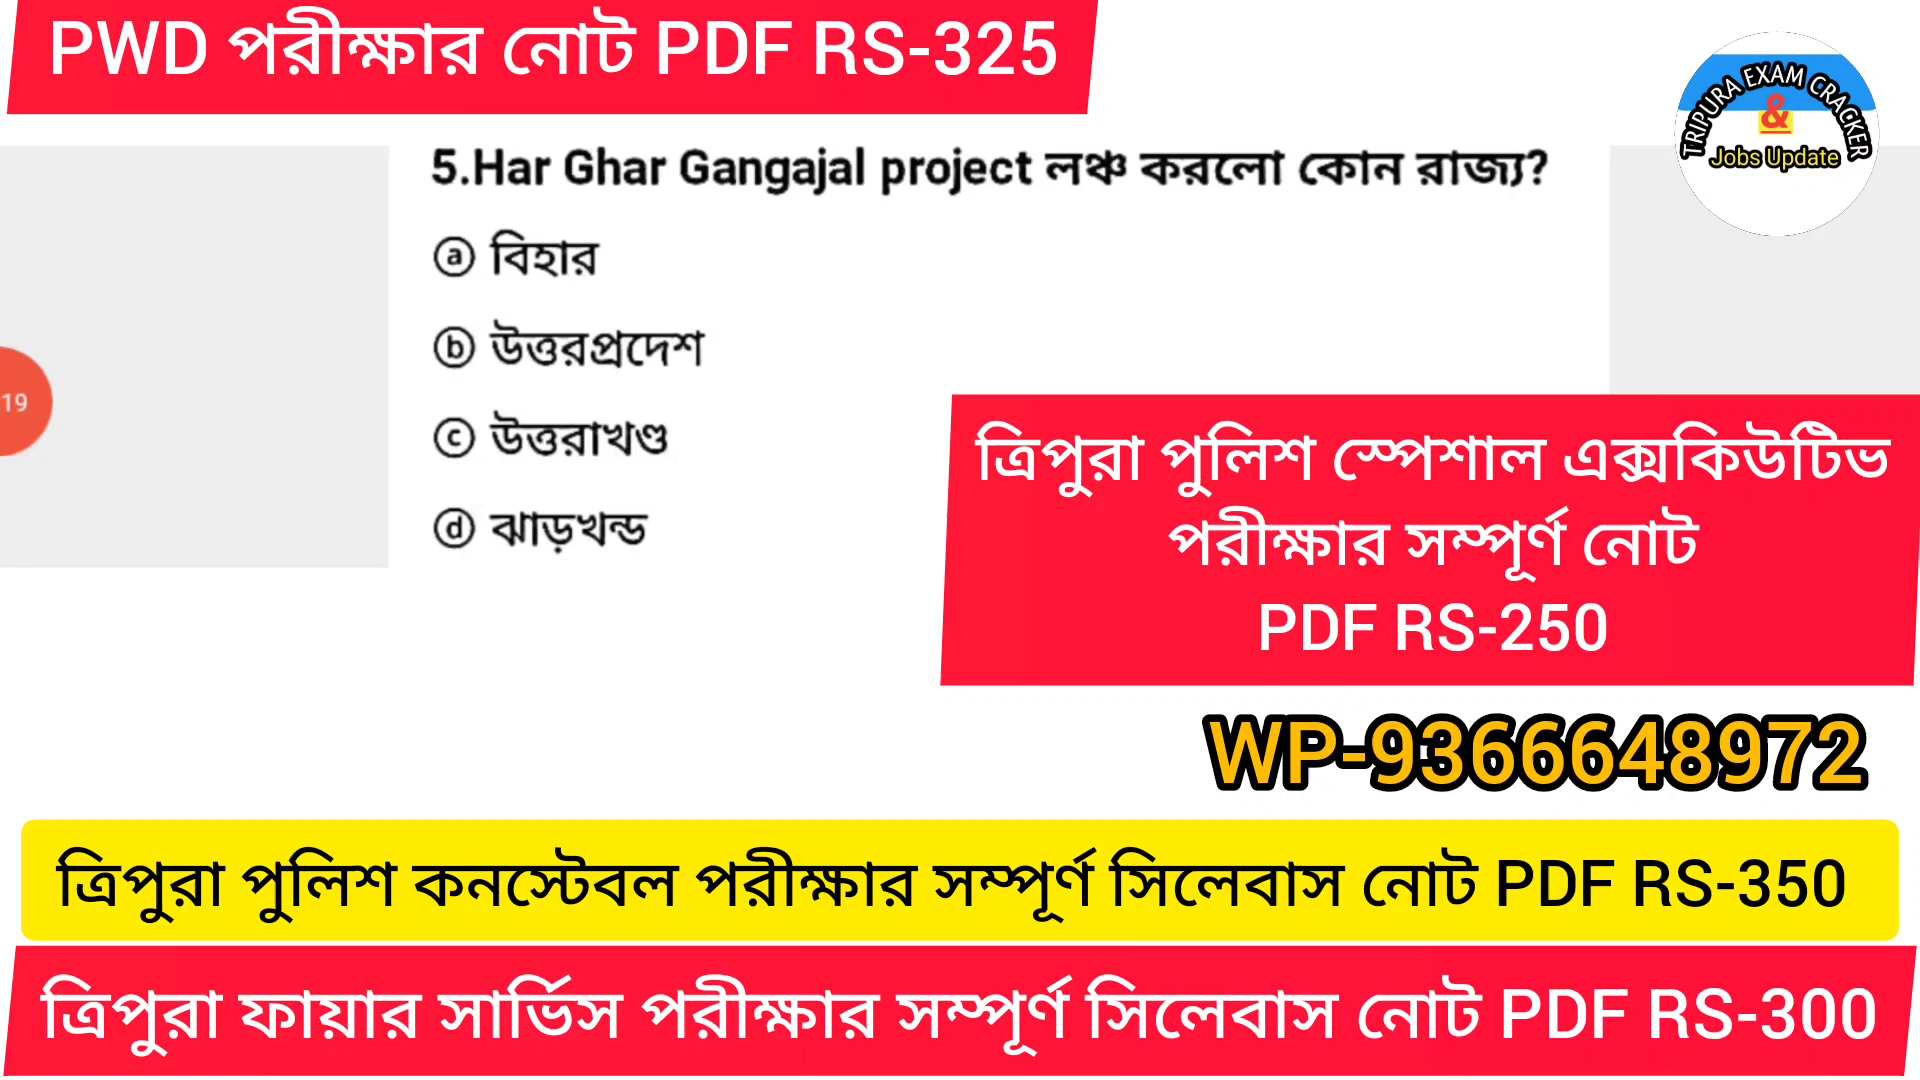 PWD পরীক্ষার নোট PDF RS-325
TRIPURA EXAM CRACKER
&
Jobs Update
5.Har Ghar Gangajal project লঞ্চ করলো কোন রাজ্য?
ⓐ বিহার
ⓑ উত্তরপ্রদেশ
ⓒ উত্তরাখণ্ড
ⓓ ঝাড়খন্ড
19
ত্রিপুরা পুলিশ স্পেশাল এক্সকিউটিভ
পরীক্ষার সম্পূর্ণ নোট
PDF RS-250
WP-9366648972
ত্রিপুরা পুলিশ কনস্টেবল পরীক্ষার সম্পূর্ণ সিলেবাস নোট PDF RS-350
ত্রিপুরা ফায়ার সার্ভিস পরীক্ষার সম্পূর্ণ সিলেবাস নোট PDF RS-300